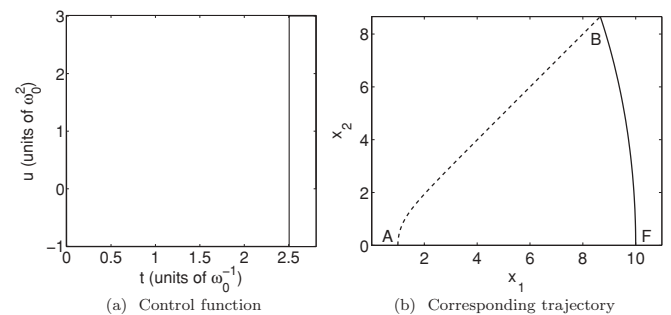 3
2
1
0
−1
u (units of ω₀²)
0
0.5
1
1.5
2
2.5
t (units of ω₀⁻¹)
(a) Control function
8
6
4
2
0
x₂
A
B
F
2
4
6
8
10
x₁
(b) Corresponding trajectory